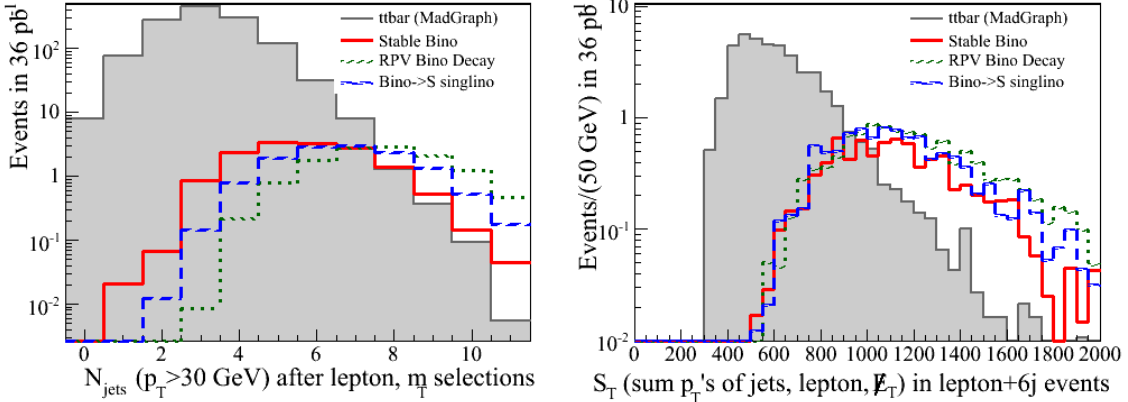 Events in 36 pb⁻¹
10²
10
1
10⁻¹
10⁻²
ttbar (MadGraph)
Stable Bino
RPV Bino Decay
Bino->S singlino
0 2 4 6 8 10
N_jets (p_T>30 GeV) after lepton, m_T selections
Events/(50 GeV) in 36 pb⁻¹
10
1
10⁻¹
10⁻²
ttbar (MadGraph)
Stable Bino
RPV Bino Decay
Bino->S singlino
0 200 400 600 800 1000 1200 1400 1600 1800 2000
S_T (sum p_T's of jets, lepton, E̸_T) in lepton+6j events